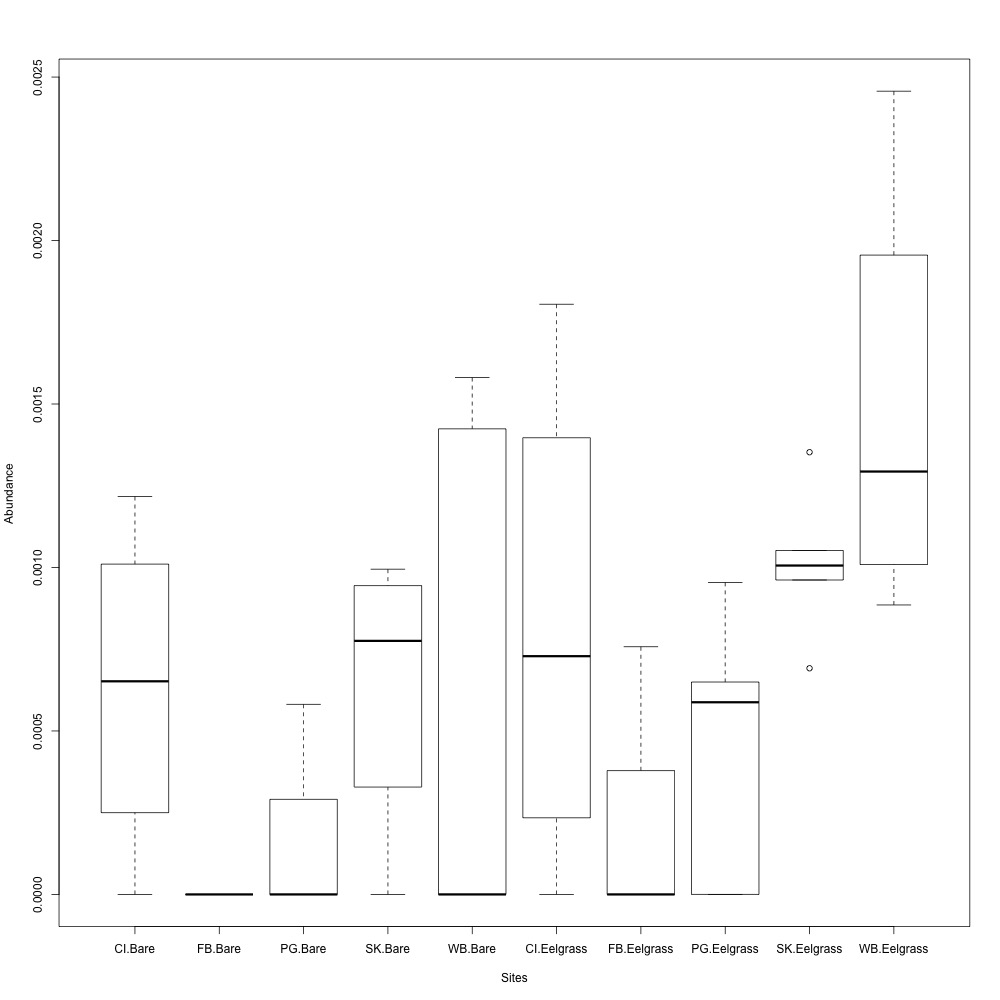 0.0025
0.0020
0.0015
0.0010
0.0005
0.0000
Abundance
CI.Bare FB.Bare PG.Bare SK.Bare WB.Bare CI.Eelgrass FB.Eelgrass PG.Eelgrass SK.Eelgrass WB.Eelgrass
Sites